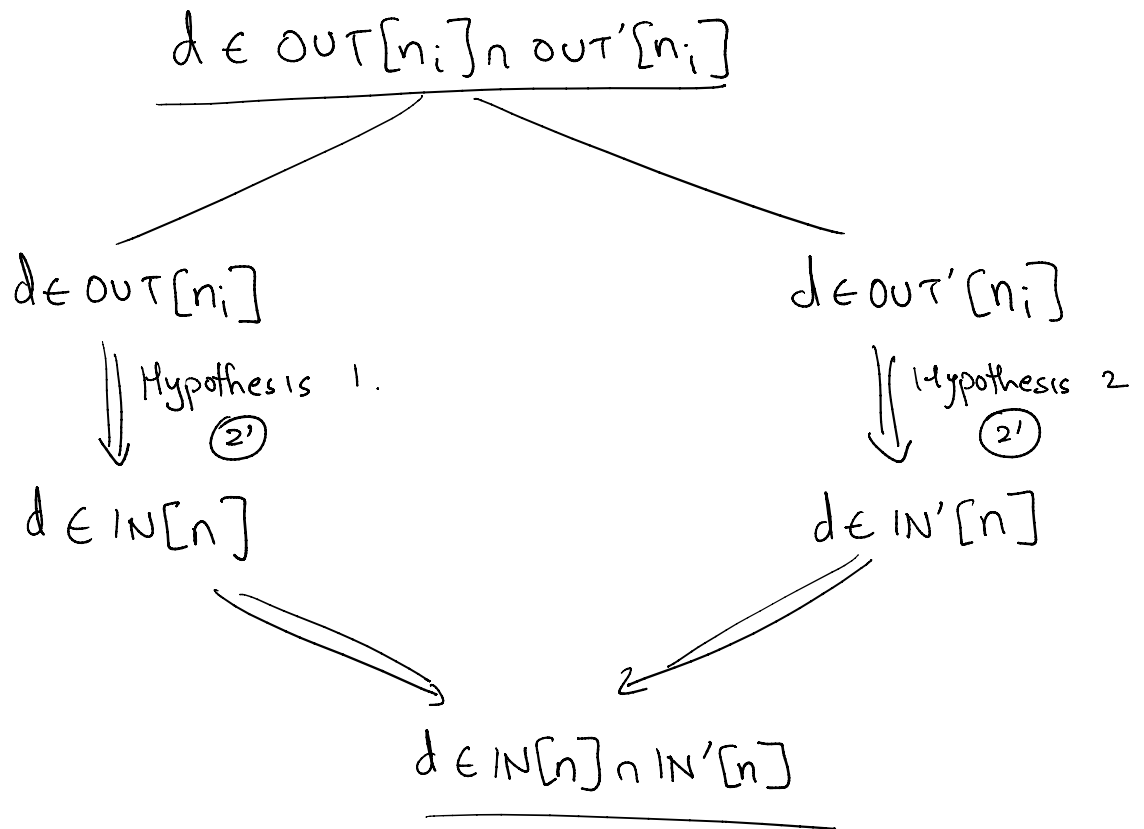 d ∈ OUT[nᵢ] ∩ OUT'[nᵢ]
d ∈ OUT[nᵢ]
d ∈ OUT'[nᵢ]
Hypothesis 1.
2'
Hypothesis 2
2'
d ∈ IN[n]
d ∈ IN'[n]
d ∈ IN[n] ∩ IN'[n]